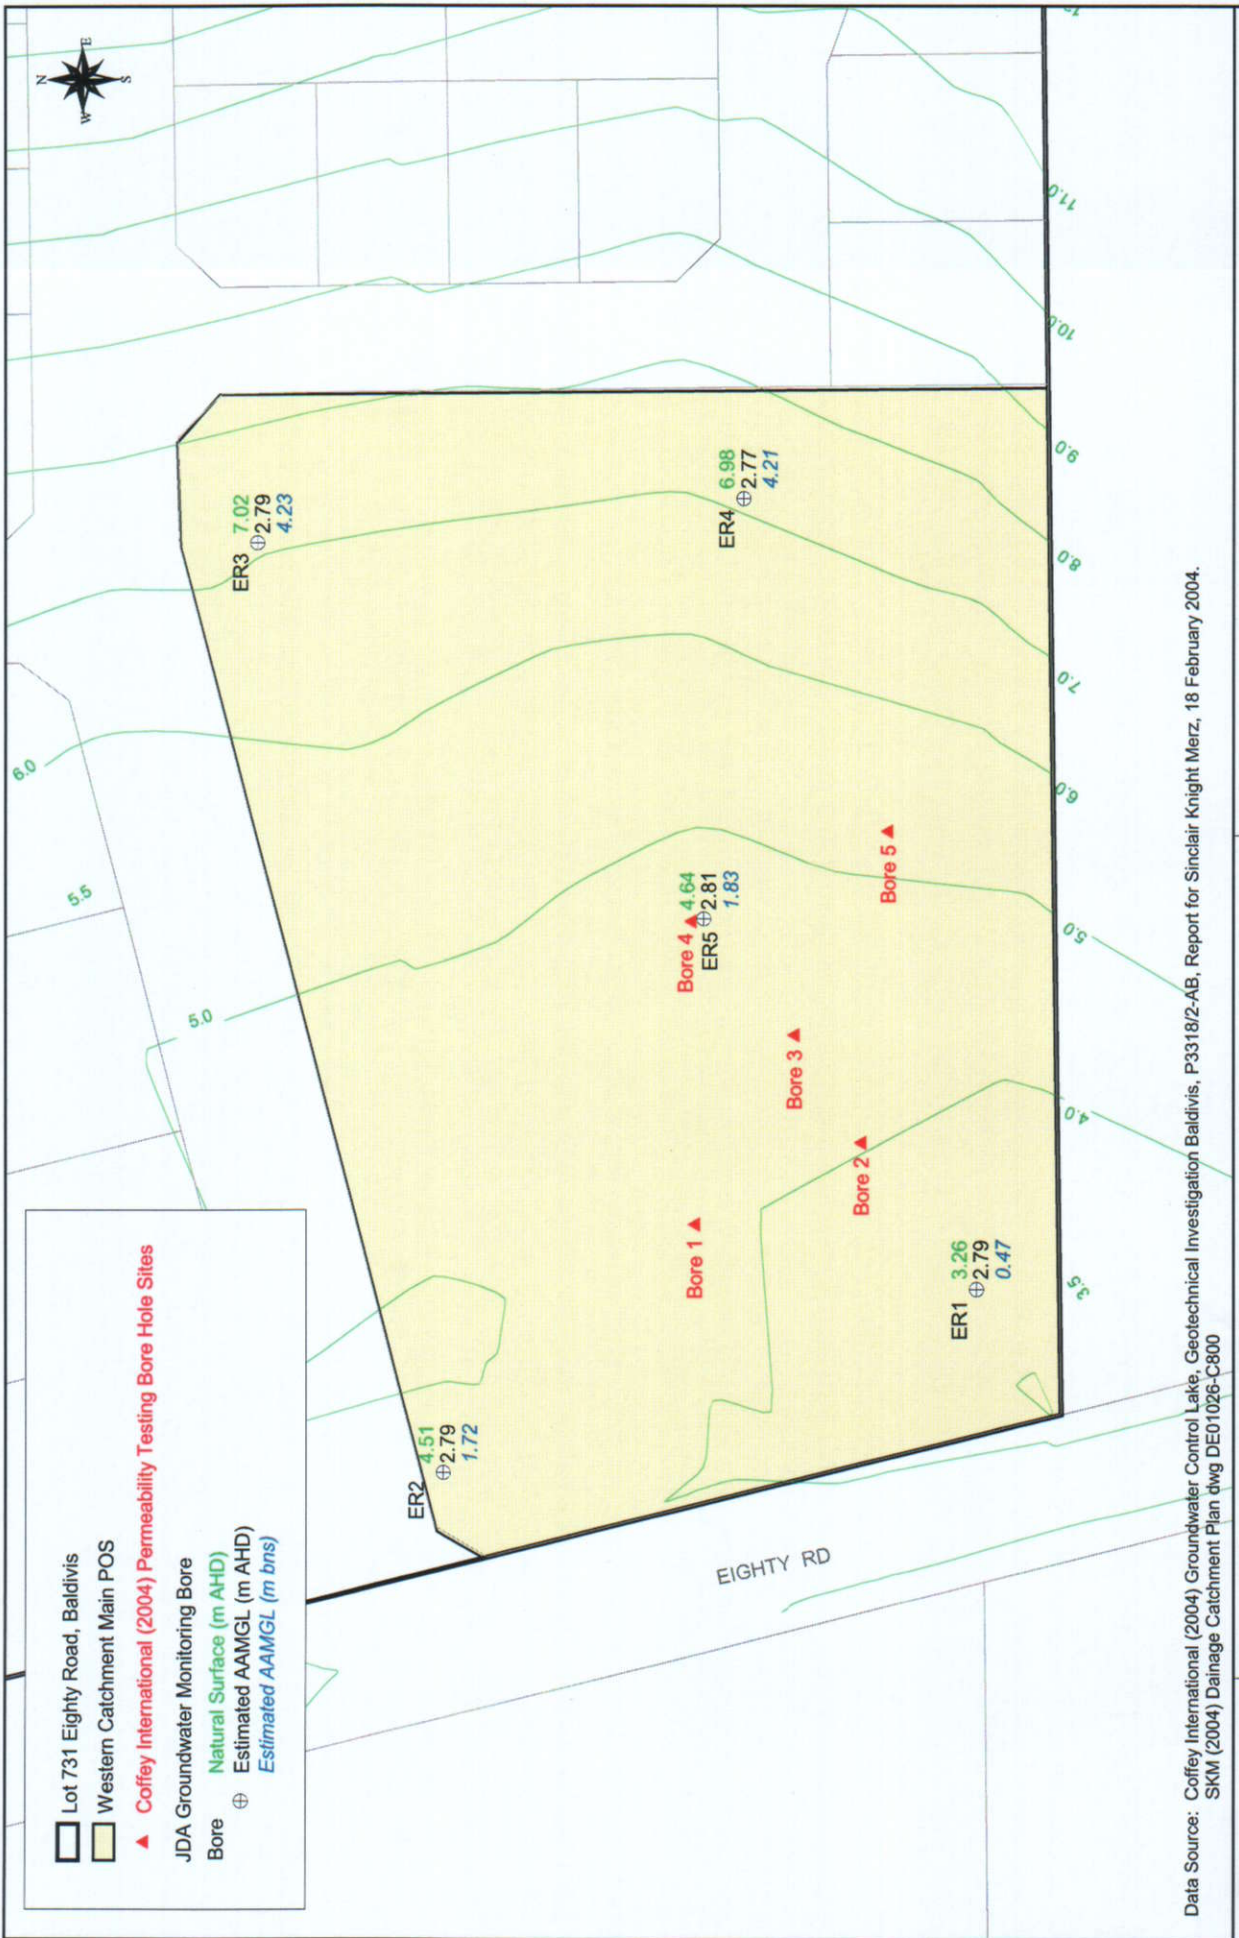 Lot 731 Eighty Road, Baldivis
Western Catchment Main POS
Coffey International (2004) Permeability Testing Bore Hole Sites
JDA Groundwater Monitoring Bore
Bore
Natural Surface (m AHD)
Estimated AAMGL (m AHD)
Estimated AAMGL (m bns)
N
E
S
W
6.0
5.5
5.0
ER3
7.02
2.79
4.23
ER2
4.51
2.79
1.72
ER4
6.98
2.77
4.21
Bore 4
4.64
ER5
2.81
1.83
Bore 1
Bore 3
Bore 2
Bore 5
ER1
3.26
2.79
0.47
EIGHTY RD
3.5
4.0
5.0
6.0
7.0
8.0
9.0
10.0
11.0
Data Source: Coffey International (2004) Groundwater Control Lake, Geotechnical Investigation Baldivis, P3318/2-AB, Report for Sinclair Knight Merz, 18 February 2004.
SKM (2004) Dainage Catchment Plan dwg DE01026-C800